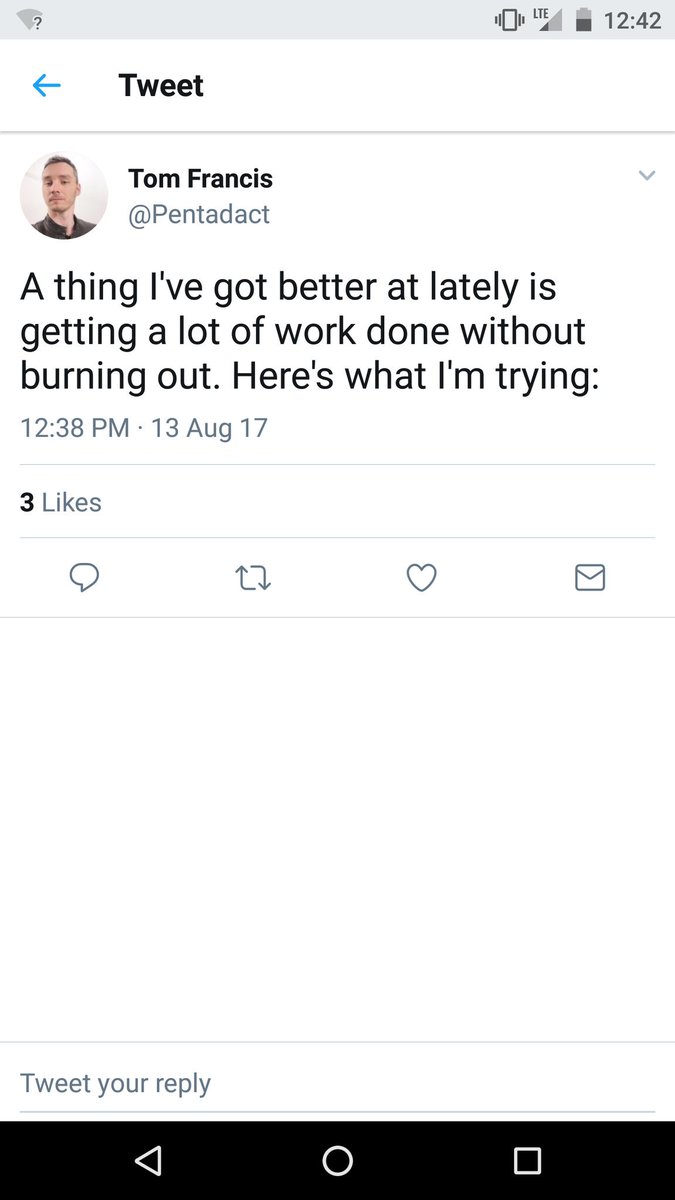 ?
LTE
12:42
Tweet
Tom Francis
@Pentadact
A thing I've got better at lately is
getting a lot of work done without
burning out. Here's what I'm trying:
12:38 PM · 13 Aug 17
3 Likes
Tweet your reply